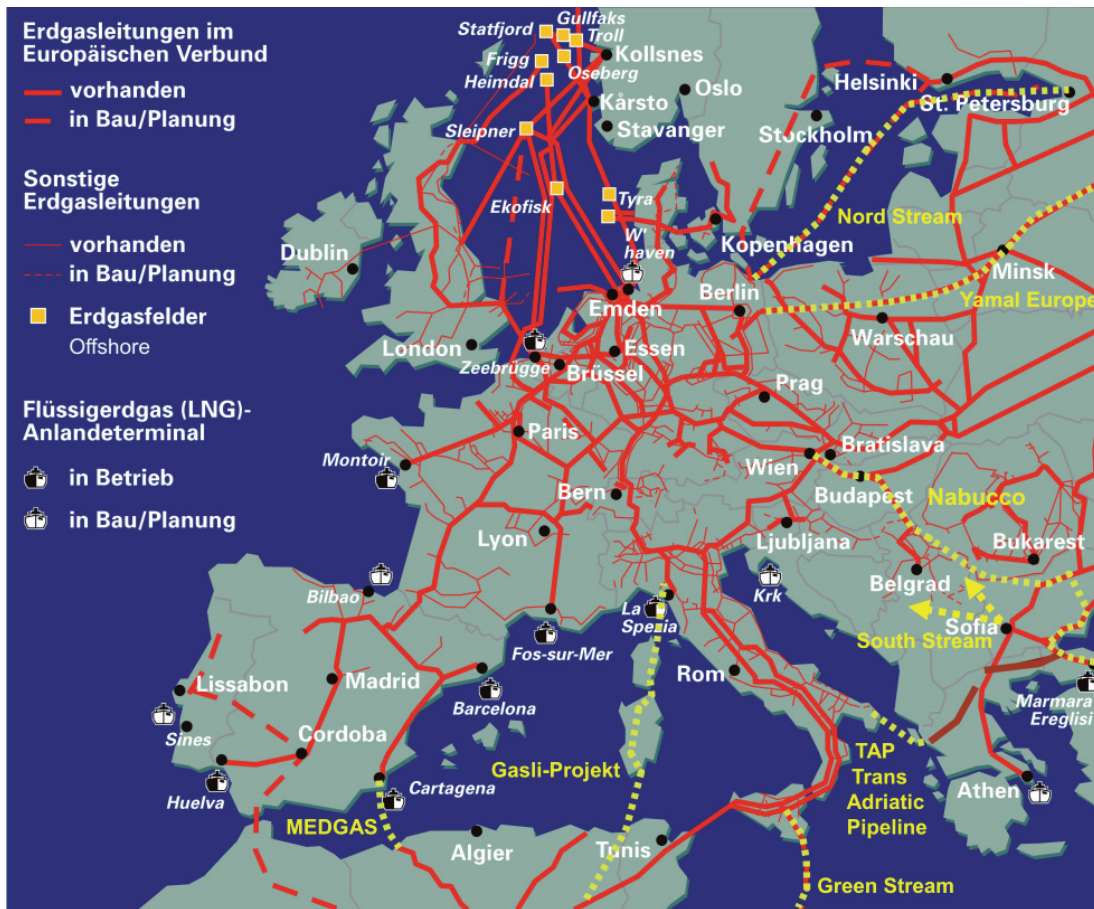 Erdgasleitungen im
Europäischen Verbund
vorhanden
in Bau/Planung
Sonstige
Erdgasleitungen
vorhanden
in Bau/Planung
Erdgasfelder
Offshore
Flüssigerdgas (LNG)-
Anlandeterminal
in Betrieb
in Bau/Planung
Statfjord
Gullfaks
Troll
Frigg
Heimdal
Oseberg
Kollsnes
Kårsto
Stavanger
Oslo
Sleipner
Ekofisk
Tyra
Helsinki
St. Petersburg
Stockholm
Nord Stream
Kopenhagen
W'
haven
Dublin
Minsk
Yamal Europe
Emden
Berlin
Warschau
London
Zeebrügge
Essen
Brüssel
Prag
Paris
Montoir
Bratislava
Wien
Bern
Budapest
Nabucco
Lyon
Ljubljana
Bukarest
Belgrad
Krk
Bilbao
La
Spezia
South Stream
Sofia
Fos-sur-Mer
Lissabon
Madrid
Barcelona
Rom
Marmara
Ereglisi
Sines
Cordoba
Huelva
Cartagena
Gasli-Projekt
TAP
Trans
Adriatic
Pipeline
Athen
MEDGAS
Algier
Tunis
Green Stream